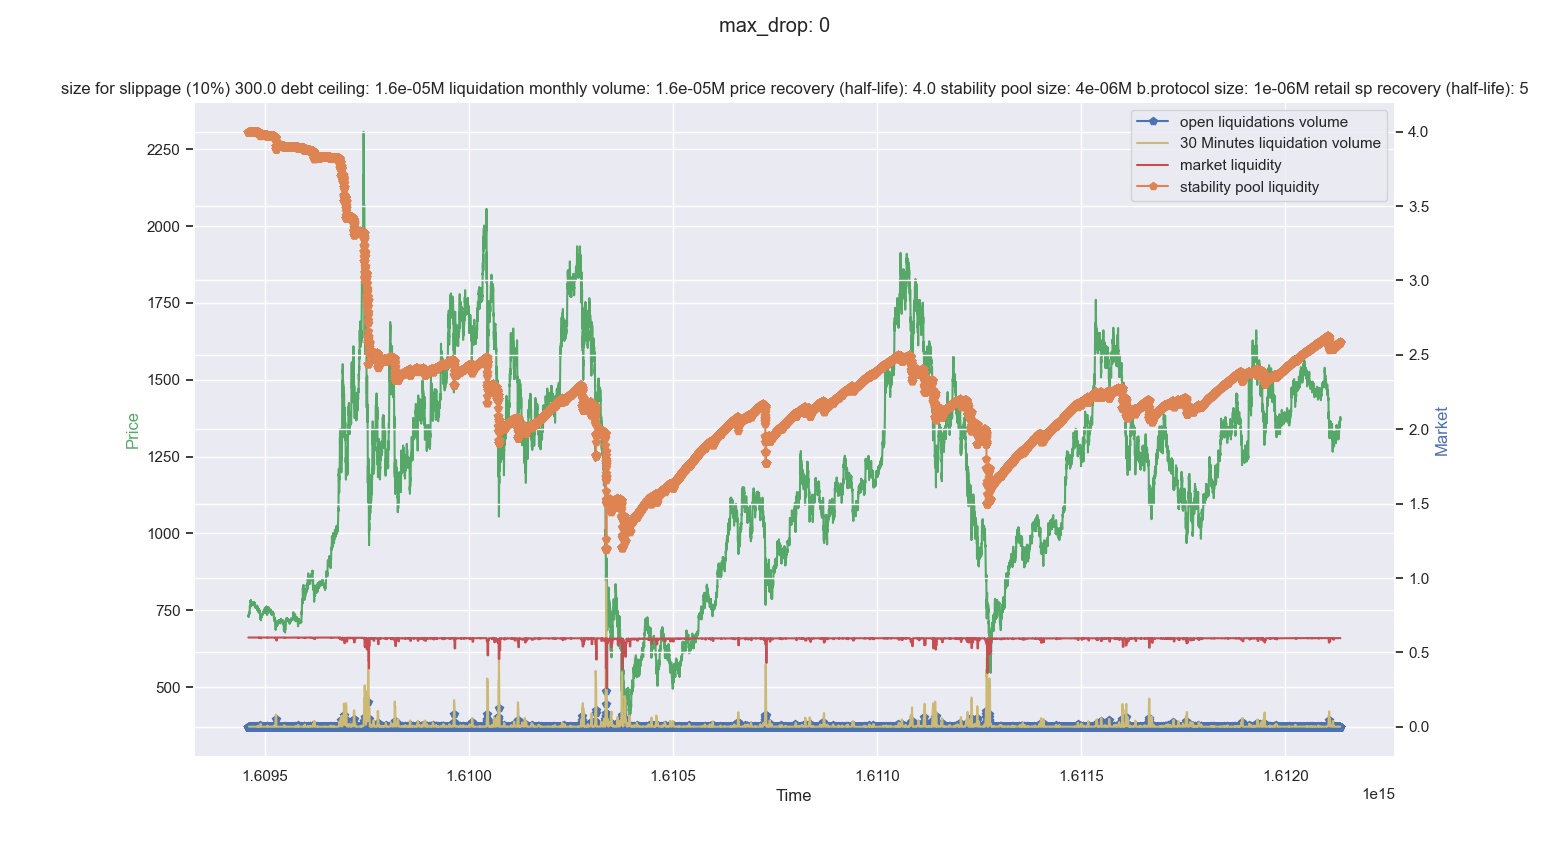 max_drop: 0
size for slippage (10%) 300.0 debt ceiling: 1.6e-05M liquidation monthly volume: 1.6e-05M price recovery (half-life): 4.0 stability pool size: 4e-06M b.protocol size: 1e-06M retail sp recovery (half-life): 5
open liquidations volume
30 Minutes liquidation volume
market liquidity
stability pool liquidity
2250
2000
1750
1500
1250
1000
750
500
Price
4.0
3.5
3.0
2.5
2.0
1.5
1.0
0.5
0.0
Market
1.6095 1.6100 1.6105 1.6110 1.6115 1.6120
Time
1e15